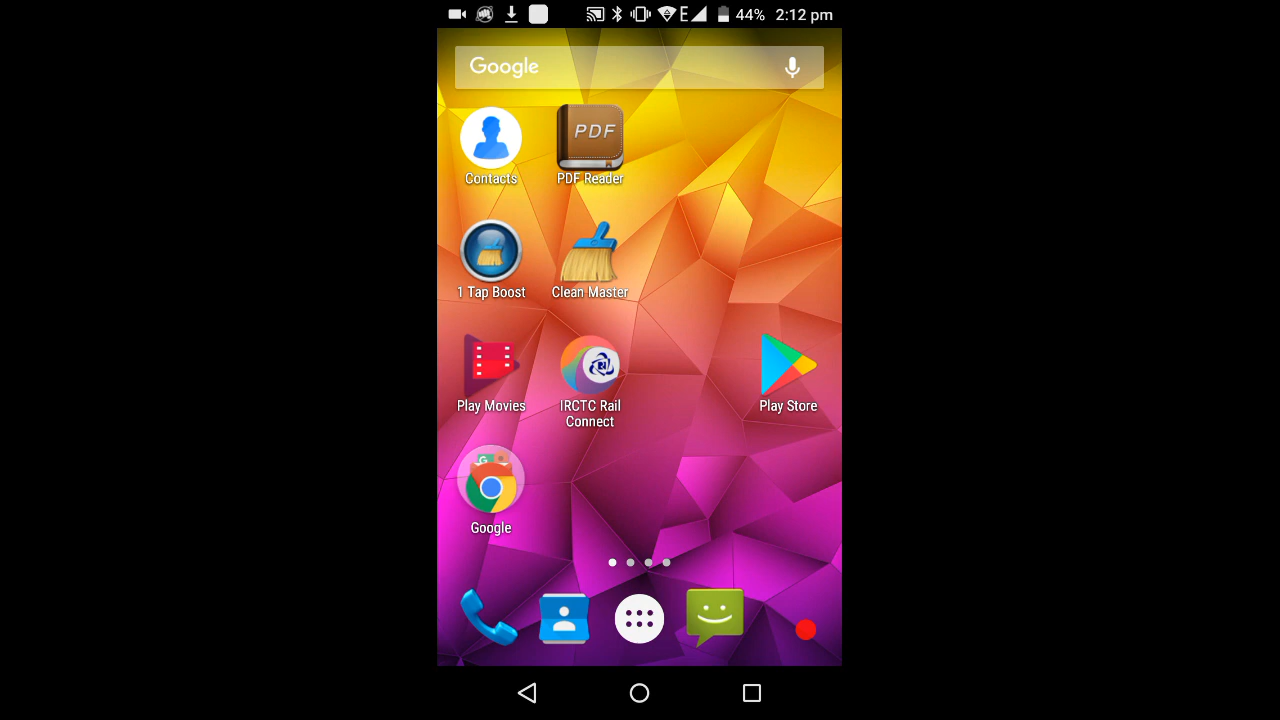 E 44% 2:12 pm
Google
Contacts
PDF
PDF Reader
1 Tap Boost
Clean Master
Play Movies
IRCTC Rail
Connect
Play Store
G
Google